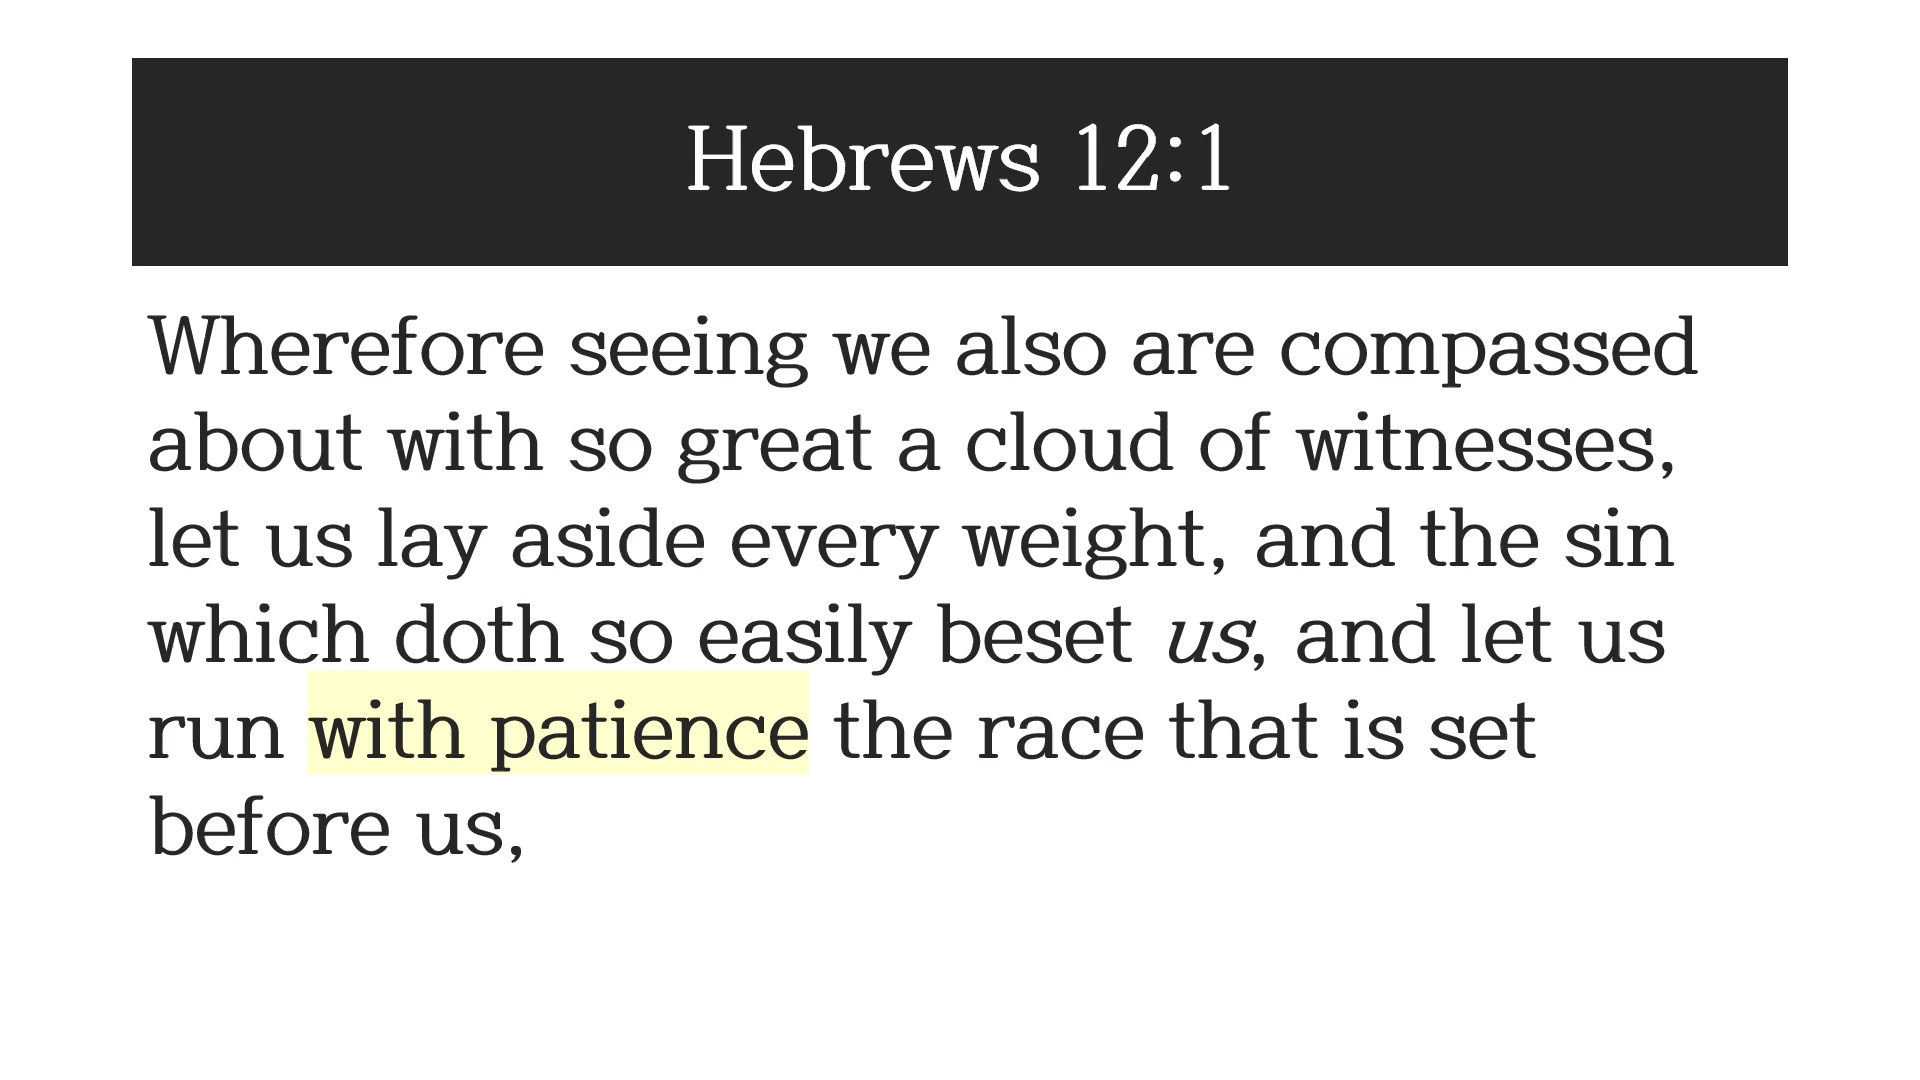 Hebrews 12:1
Wherefore seeing we also are compassed
about with so great a cloud of witnesses,
let us lay aside every weight, and the sin
which doth so easily beset us, and let us
run with patience the race that is set
before us,